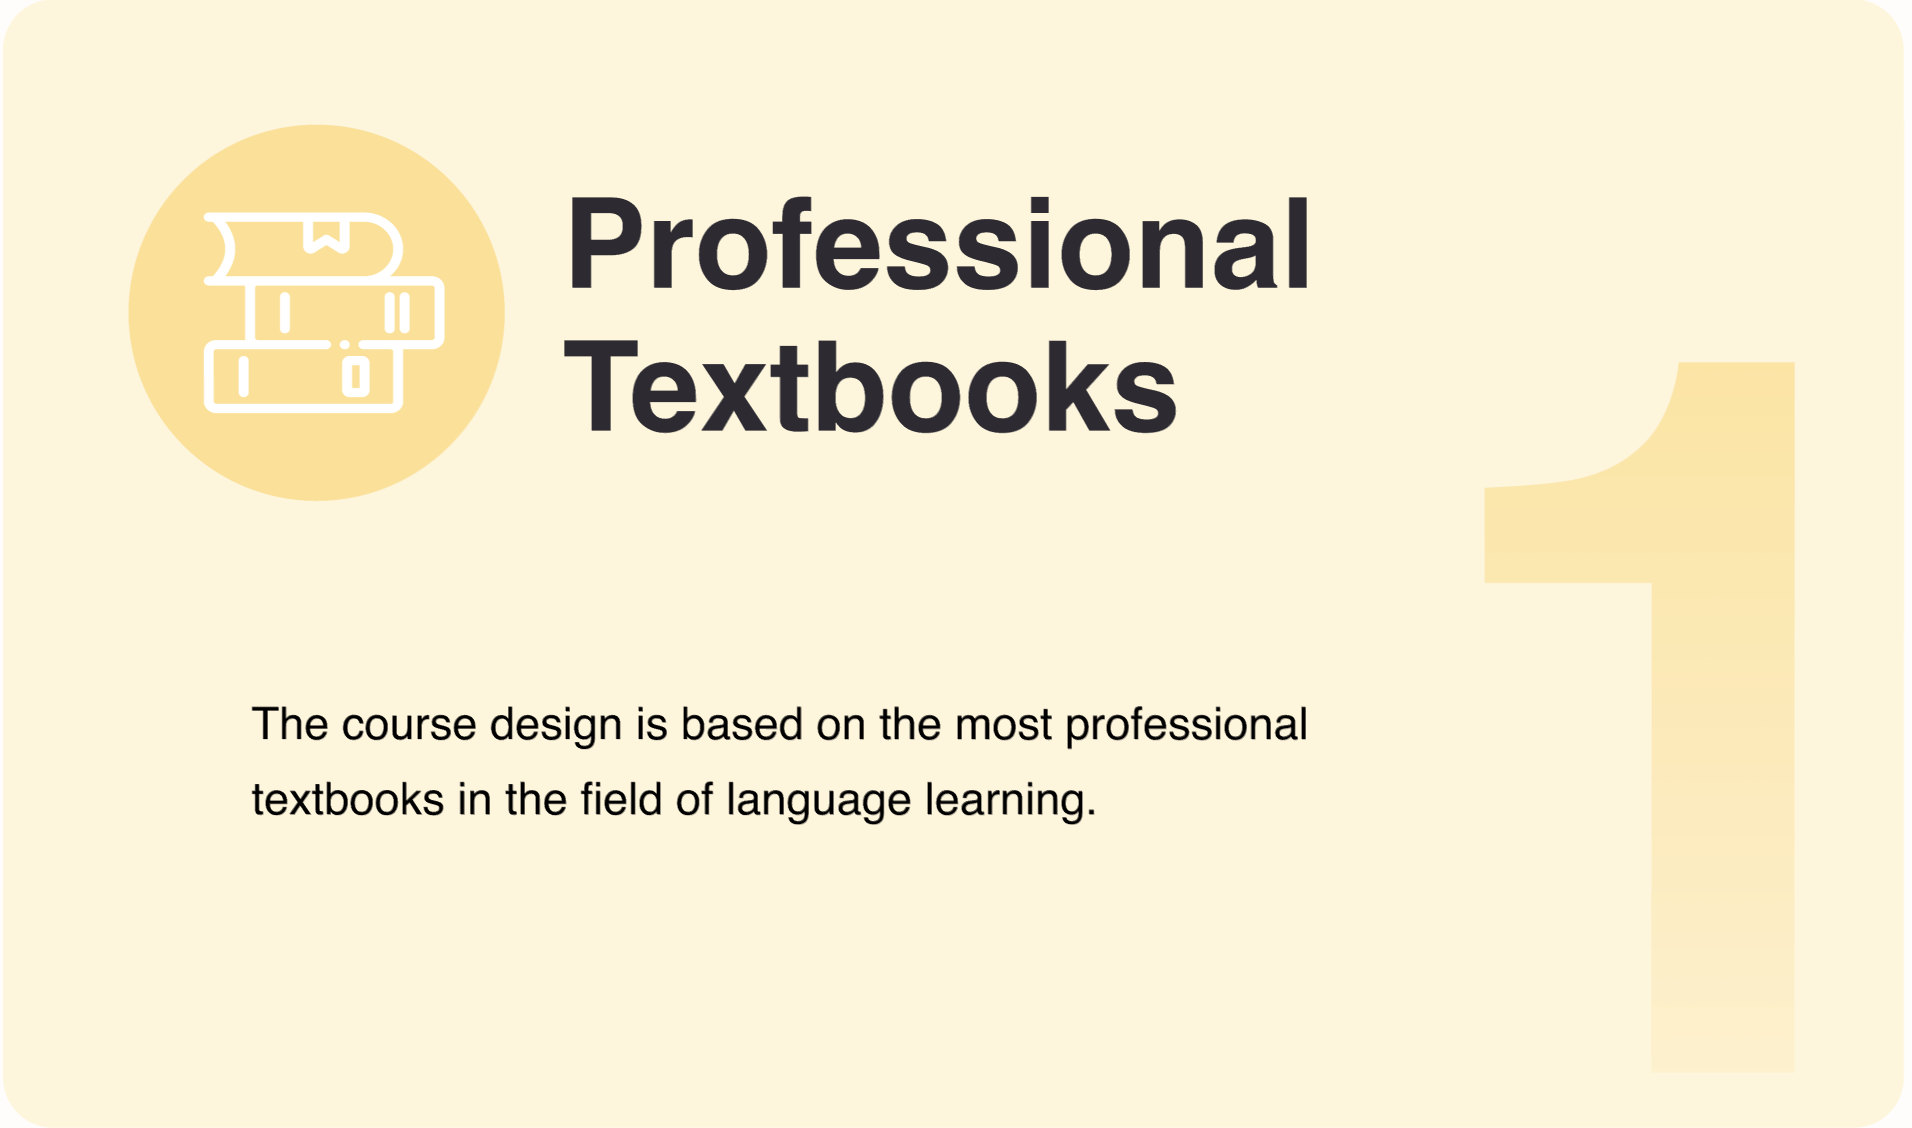 Professional
Textbooks
The course design is based on the most professional
textbooks in the field of language learning.
1